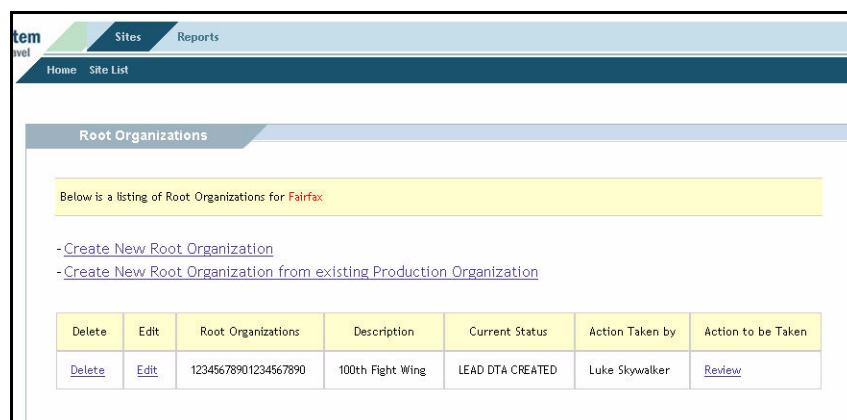 tem Sites Reports
avel
Home Site List
Root Organizations
Below is a listing of Root Organizations for Fairfax
-Create New Root Organization
-Create New Root Organization from existing Production Organization
Delete Edit Root Organizations Description Current Status Action Taken by Action to be Taken
Delete Edit 12345678901234567890 100th Fight Wing LEAD DTA CREATED Luke Skywalker Review